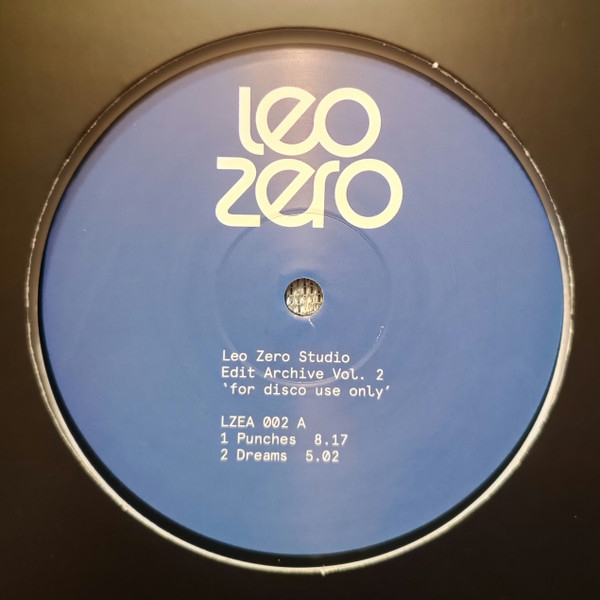 Leo
Zero
Leo Zero Studio
Edit Archive Vol. 2
‘for disco use only’
LZEA 002 A
1 Punches 8.17
2 Dreams 5.02